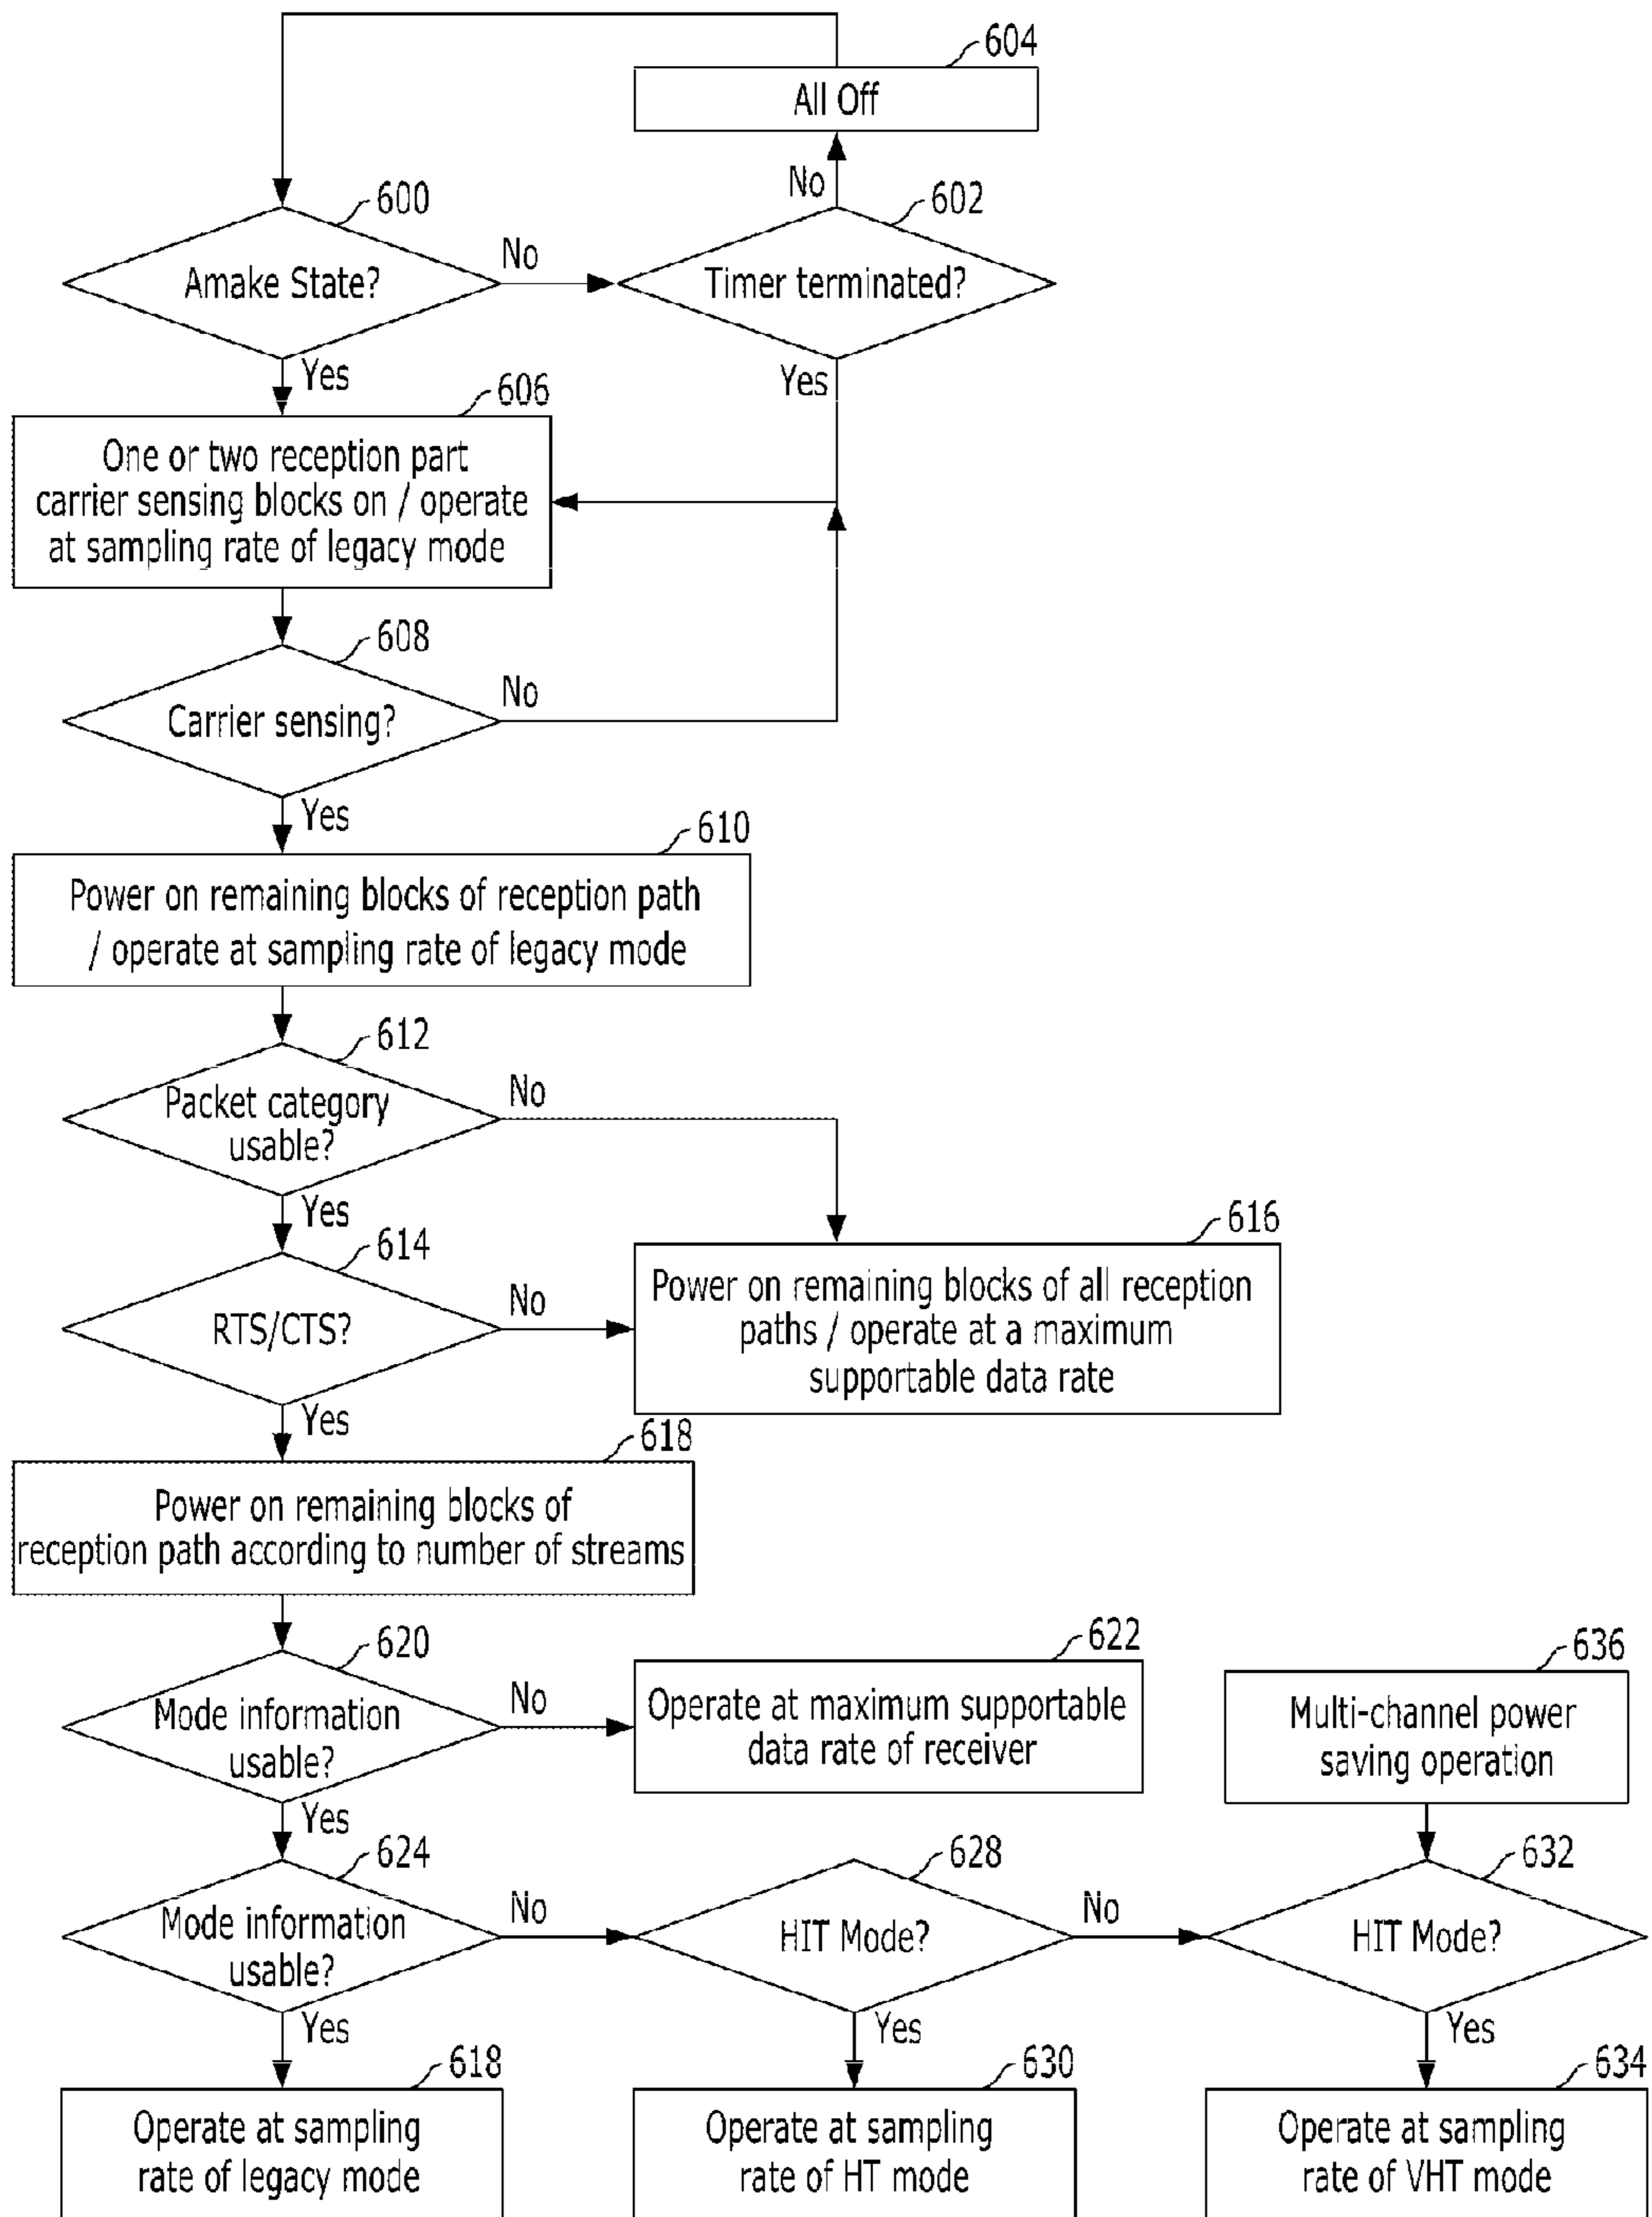 604
All Off
No
600
602
Amake State?
No
Timer terminated?
Yes
Yes
606
One or two reception part
carrier sensing blocks on / operate
at sampling rate of legacy mode
608
Carrier sensing?
No
Yes
610
Power on remaining blocks of reception path
/ operate at sampling rate of legacy mode
612
Packet category
usable?
No
Yes
614
RTS/CTS?
No
616
Power on remaining blocks of all reception
paths / operate at a maximum
supportable data rate
Yes
618
Power on remaining blocks of
reception path according to number of streams
620
Mode information
usable?
No
622
Operate at maximum supportable
data rate of receiver
636
Multi-channel power
saving operation
Yes
624
Mode information
usable?
No
628
HIT Mode?
No
632
HIT Mode?
Yes
Yes
Yes
618
Operate at sampling
rate of legacy mode
630
Operate at sampling
rate of HT mode
634
Operate at sampling
rate of VHT mode